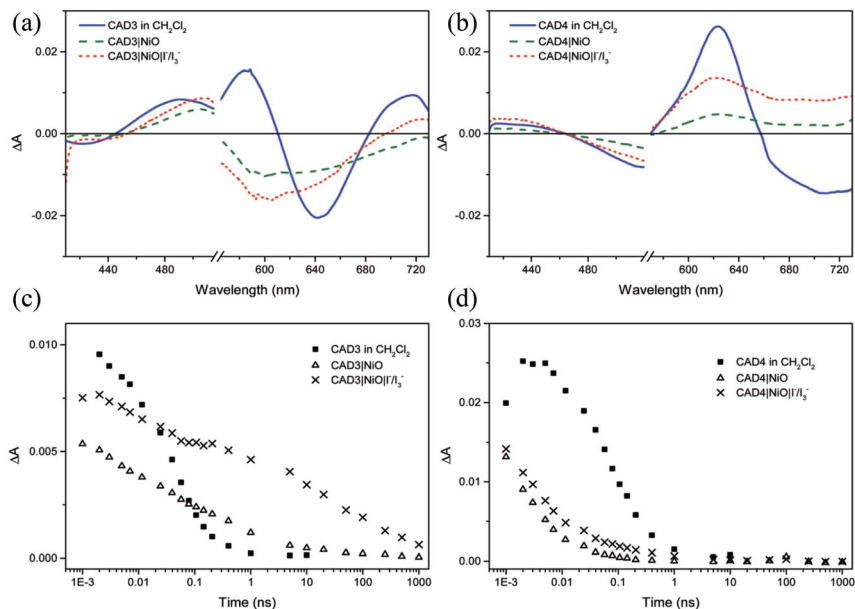 (a)
CAD3 in CH₂Cl₂
CAD3|NiO
CAD3|NiO|I⁻/I₃⁻
0.02
0.00
-0.02
ΔA
440 480 600 640 680 720
Wavelength (nm)
(b)
CAD4 in CH₂Cl₂
CAD4|NiO
CAD4|NiO|I⁻/I₃⁻
0.02
0.00
-0.02
ΔA
440 480 600 640 680 720
Wavelength (nm)
(c)
CAD3 in CH₂Cl₂
CAD3|NiO
CAD3|NiO|I⁻/I₃⁻
0.010
0.005
0.000
ΔA
1E-3 0.01 0.1 1 10 100 1000
Time (ns)
(d)
CAD4 in CH₂Cl₂
CAD4|NiO
CAD4|NiO|I⁻/I₃⁻
0.03
0.02
0.01
0.00
ΔA
1E-3 0.01 0.1 1 10 100 1000
Time (ns)